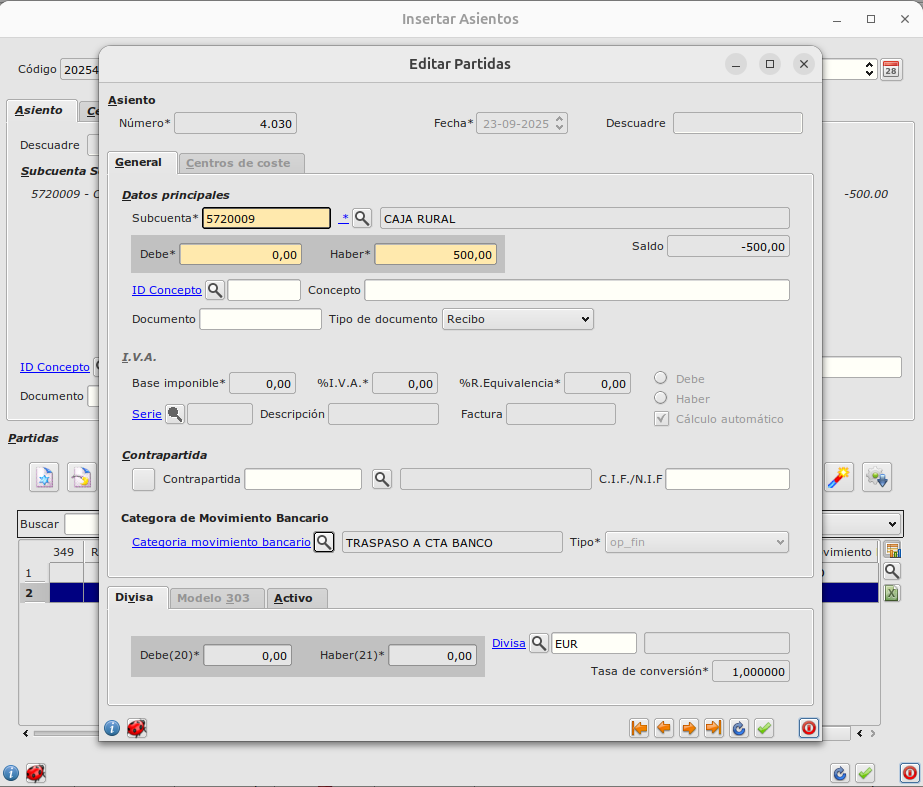 Insertar Asientos
Código 20254
28
Editar Partidas
Asiento
Número* 4.030 Fecha* 23-09-2025 Descuadre
Asiento
Descuadre
General Centros de coste
Subcuenta
Datos principales
5720009 - Subcuenta* 5720009 .* CAJA RURAL -500.00
Debe* 0,00 Haber* 500,00 Saldo -500,00
ID Concepto Concepto
Documento Tipo de documento Recibo
I.V.A.
ID Concepto Base imponible* 0,00 %I.V.A.* 0,00 %R.Equivalencia* 0,00 Debe
Haber
Documento Serie Descripción Factura Cálculo automático
Partidas
Contrapartida
Contrapartida C.I.F./N.I.F
Buscar
Categora de Movimiento Bancario
Categoria movimiento bancario TRASPASO A CTA BANCO Tipo* op_fin
349 R vimiento
1
2
Divisa Modelo 303 Activo
Debe(20)* 0,00 Haber(21)* 0,00 Divisa EUR
Tasa de conversión* 1,000000